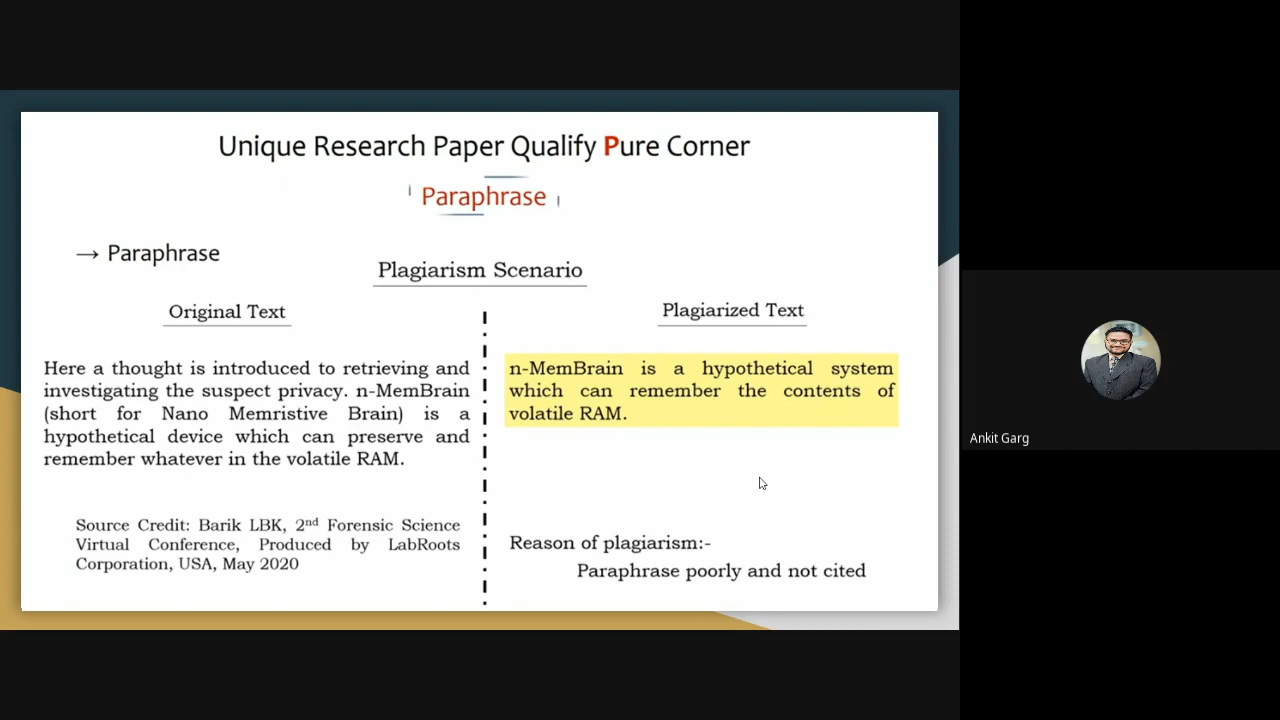 Unique Research Paper Qualify Pure Corner
Paraphrase
→ Paraphrase
Plagiarism Scenario
Original Text
Here a thought is introduced to retrieving and
investigating the suspect privacy. n-MemBrain
(short for Nano Memristive Brain) is a
hypothetical device which can preserve and
remember whatever in the volatile RAM.
Source Credit: Barik LBK, 2nd Forensic Science
Virtual Conference, Produced by LabRoots
Corporation, USA, May 2020
Plagiarized Text
n-MemBrain is a hypothetical system
which can remember the contents of
volatile RAM.
Reason of plagiarism:-
Paraphrase poorly and not cited
Ankit Garg